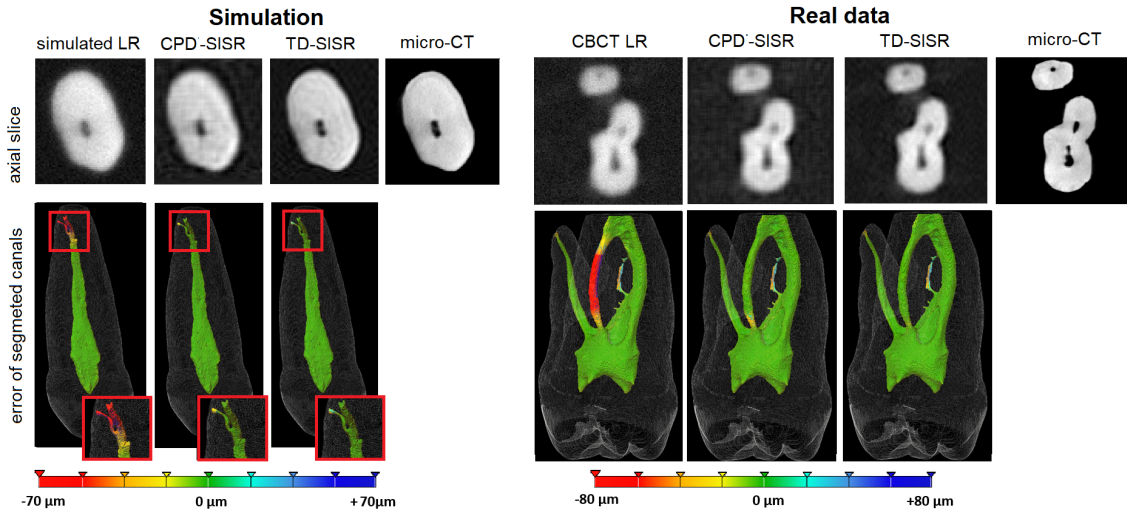 Simulation
Real data
simulated LR CPD'-SISR TD-SISR micro-CT
CBCT LR CPD'-SISR TD-SISR micro-CT
axial slice
error of segmeted canals
-70 μm 0 μm +70μm
-80 μm 0 μm +80 μm